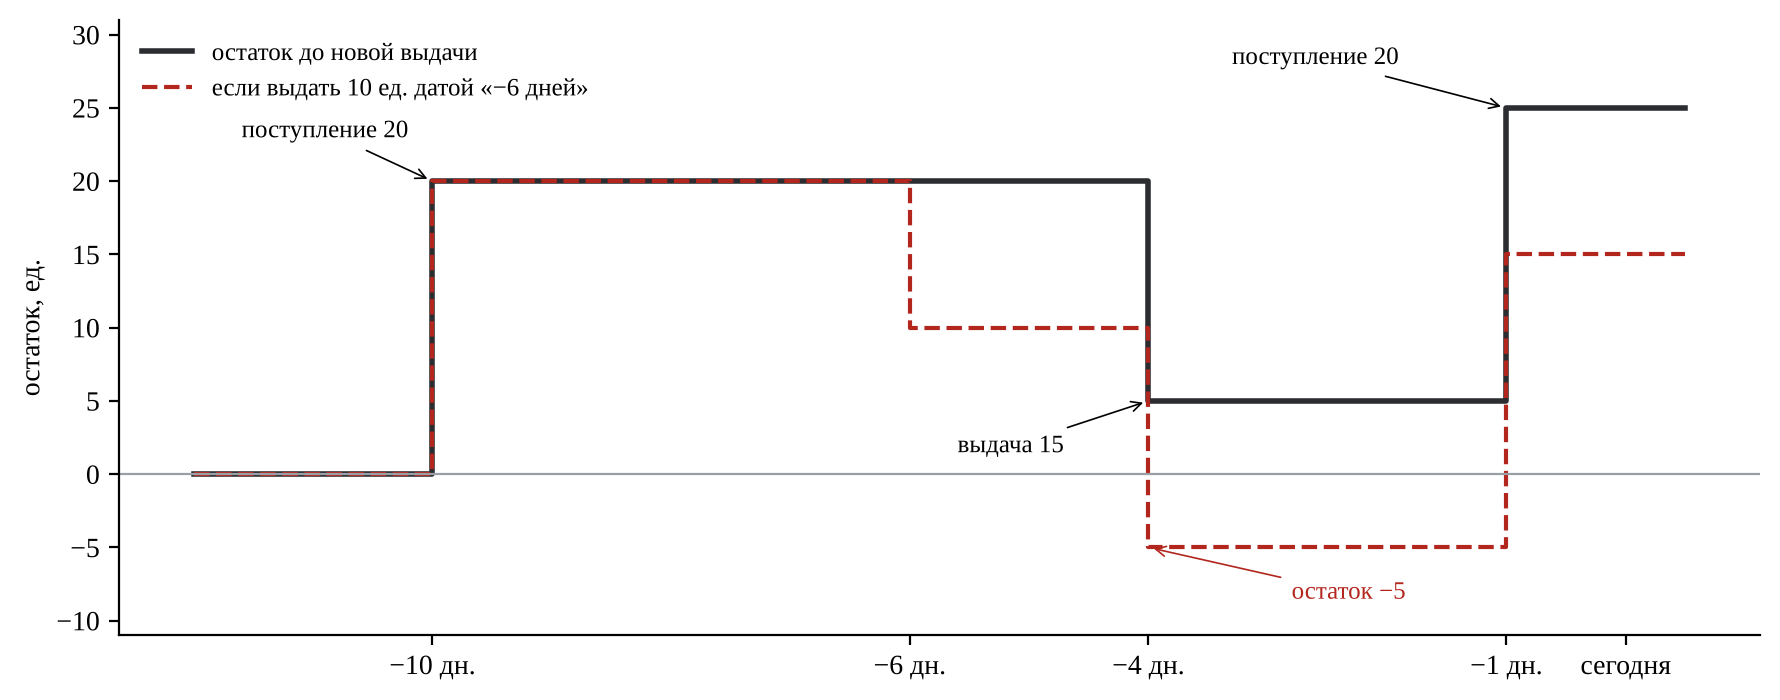 остаток до новой выдачи
если выдать 10 ед. датой «−6 дней»
поступление 20
поступление 20
выдача 15
остаток −5
остаток, ед.
30
25
20
15
10
5
0
−5
−10
−10 дн.
−6 дн.
−4 дн.
−1 дн.
сегодня